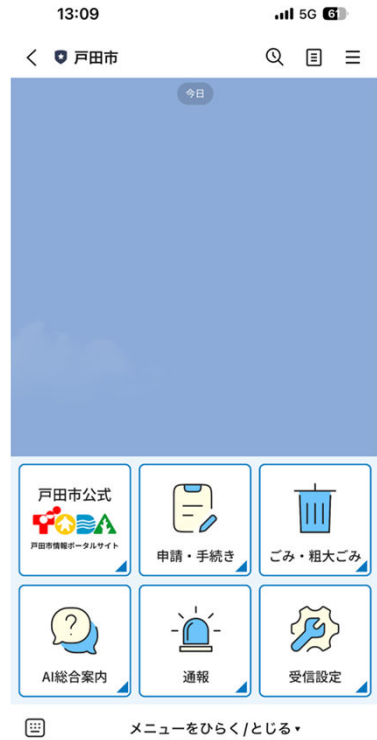 13:09
5G 61
戸田市
今日
戸田市公式
TODA
戸田市情報ポータルサイト
申請・手続き
ごみ・粗大ごみ
?
AI総合案内
通報
受信設定
メニューをひらく/とじる▾